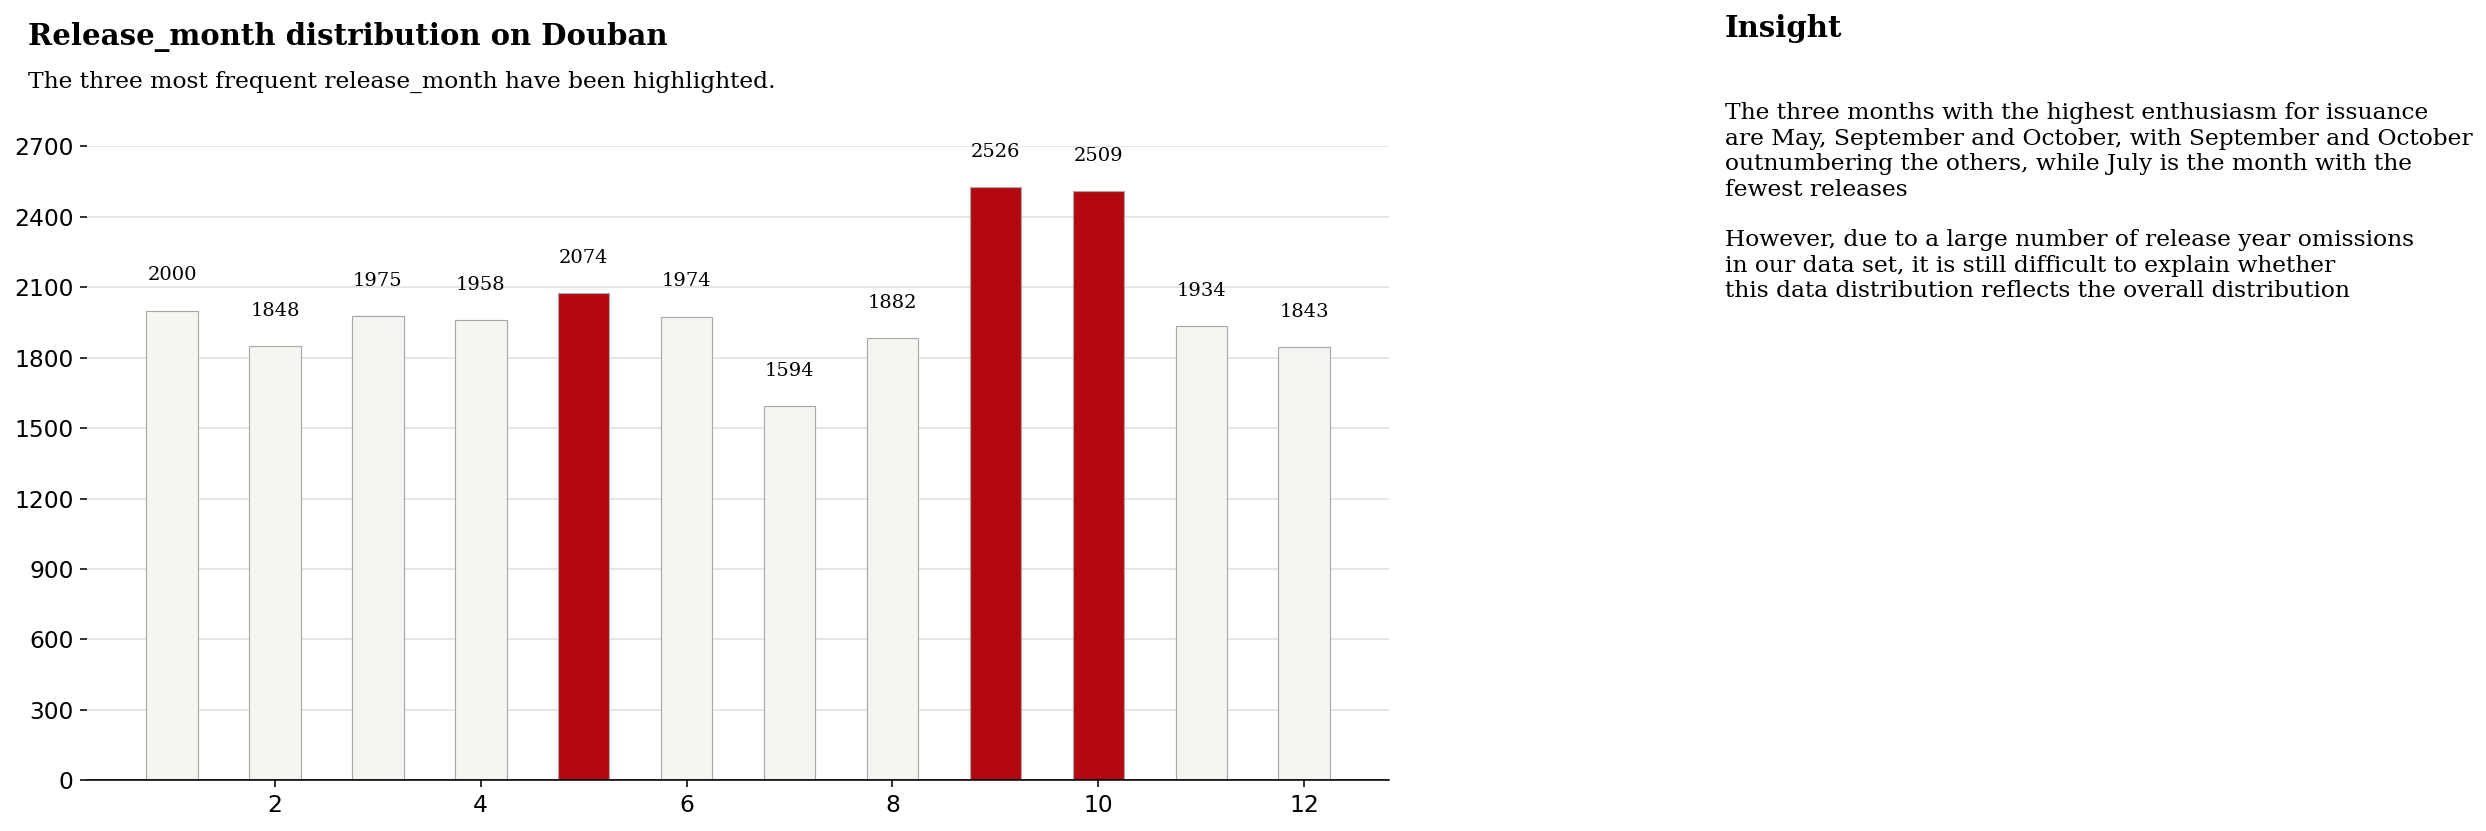 Release_month distribution on Douban
The three most frequent release_month have been highlighted.
2700
2400
2100
1800
1500
1200
900
600
300
0
2000
1848
1975
1958
2074
1974
1594
1882
2526
2509
1934
1843
2
4
6
8
10
12
Insight
The three months with the highest enthusiasm for issuance
are May, September and October, with September and October
outnumbering the others, while July is the month with the
fewest releases
However, due to a large number of release year omissions
in our data set, it is still difficult to explain whether
this data distribution reflects the overall distribution